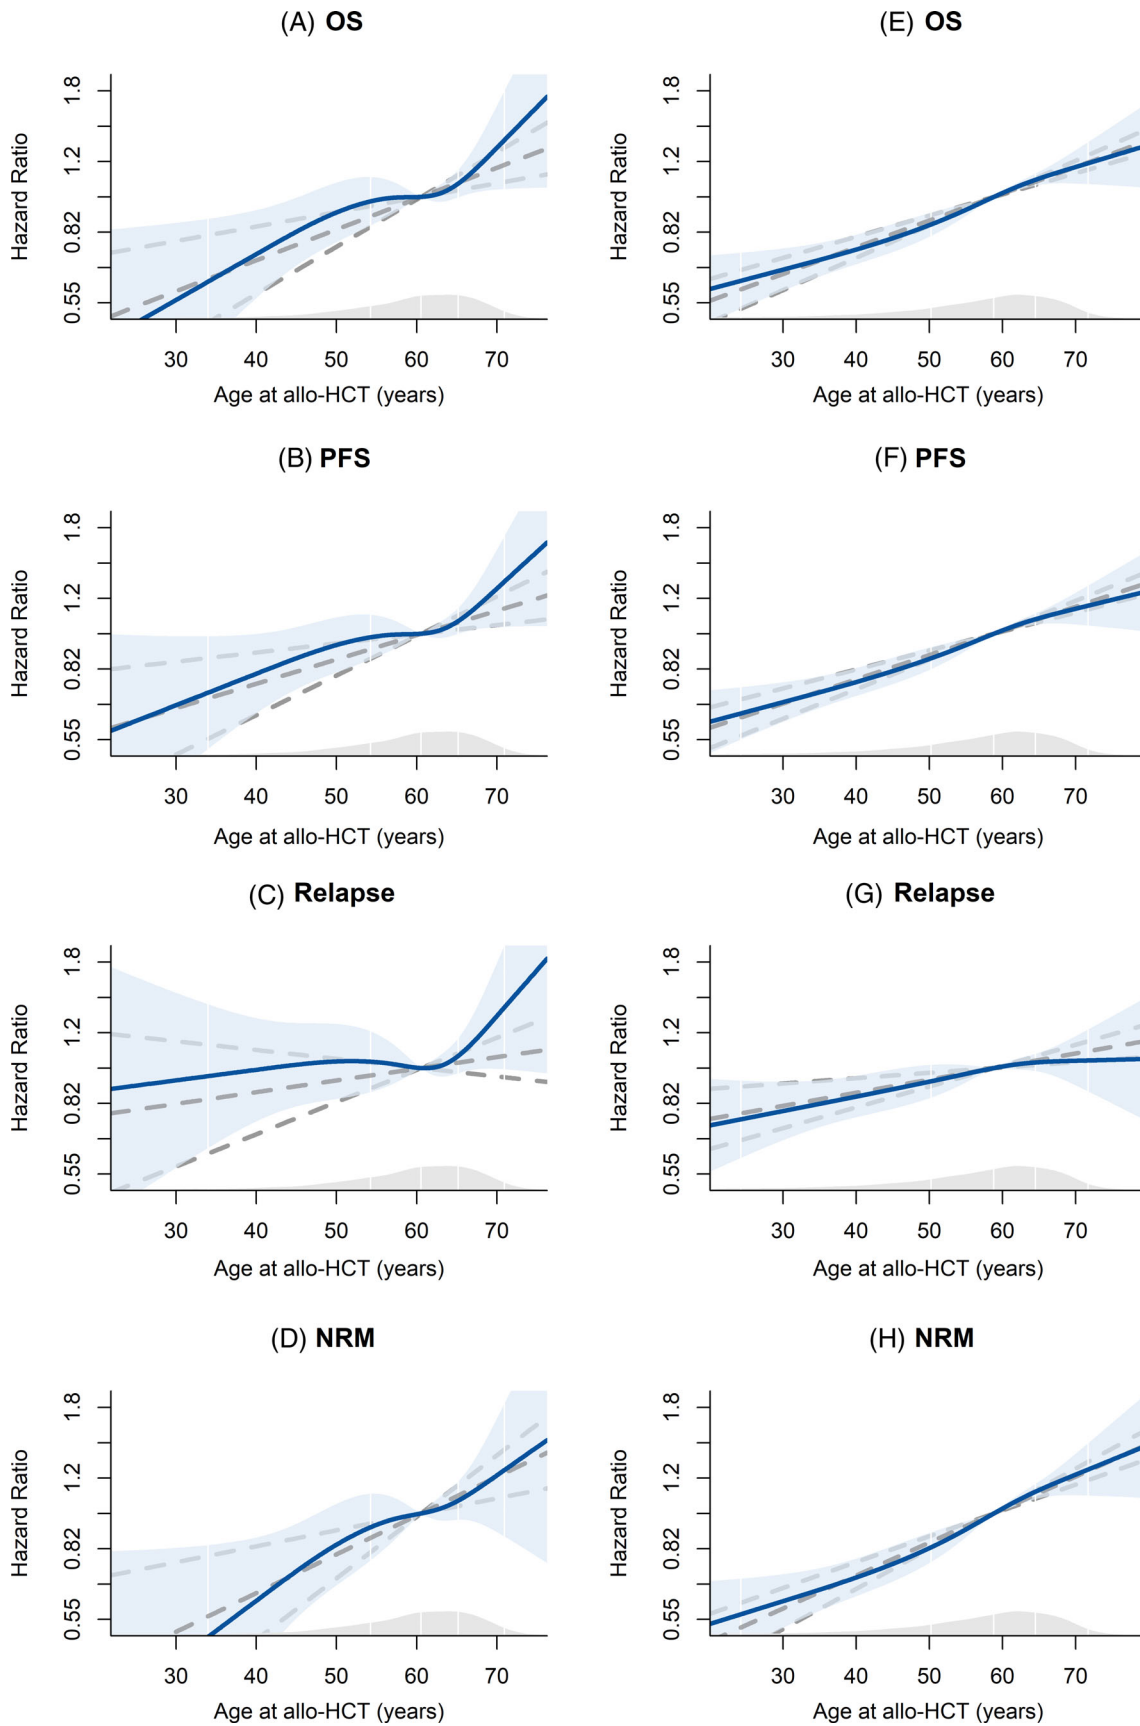 (A) OS
Hazard Ratio
1.8
1.2
0.82
0.55
30 40 50 60 70
Age at allo-HCT (years)
(E) OS
Hazard Ratio
1.8
1.2
0.82
0.55
30 40 50 60 70
Age at allo-HCT (years)
(B) PFS
Hazard Ratio
1.8
1.2
0.82
0.55
30 40 50 60 70
Age at allo-HCT (years)
(F) PFS
Hazard Ratio
1.8
1.2
0.82
0.55
30 40 50 60 70
Age at allo-HCT (years)
(C) Relapse
Hazard Ratio
1.8
1.2
0.82
0.55
30 40 50 60 70
Age at allo-HCT (years)
(G) Relapse
Hazard Ratio
1.8
1.2
0.82
0.55
30 40 50 60 70
Age at allo-HCT (years)
(D) NRM
Hazard Ratio
1.8
1.2
0.82
0.55
30 40 50 60 70
Age at allo-HCT (years)
(H) NRM
Hazard Ratio
1.8
1.2
0.82
0.55
30 40 50 60 70
Age at allo-HCT (years)